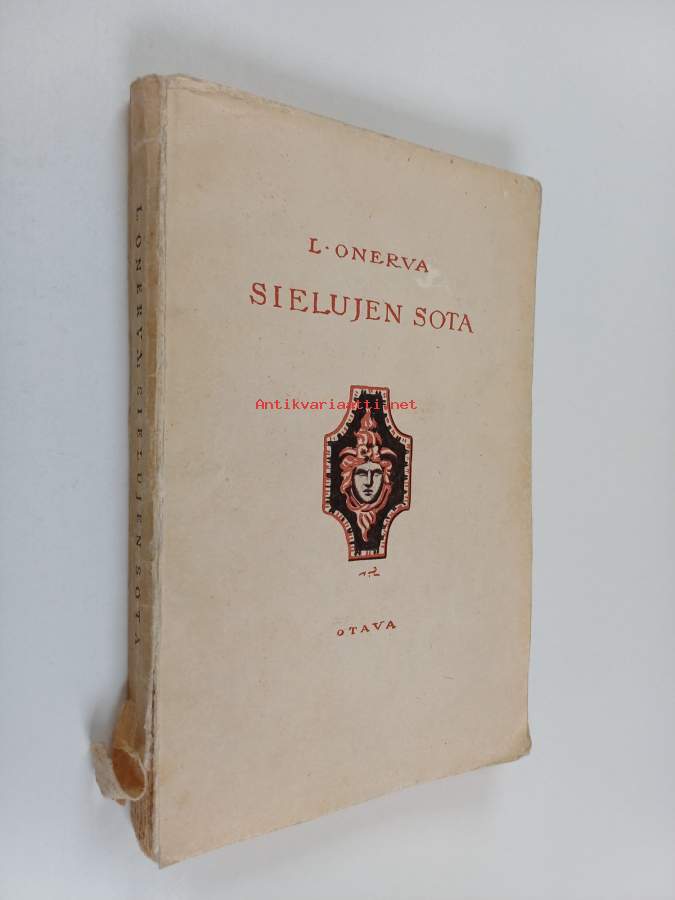 L. ONERVA
SIELUJEN SOTA
Antikvariaatti.net
OTAVA
L. ONERVA: SIELUJEN SOTA